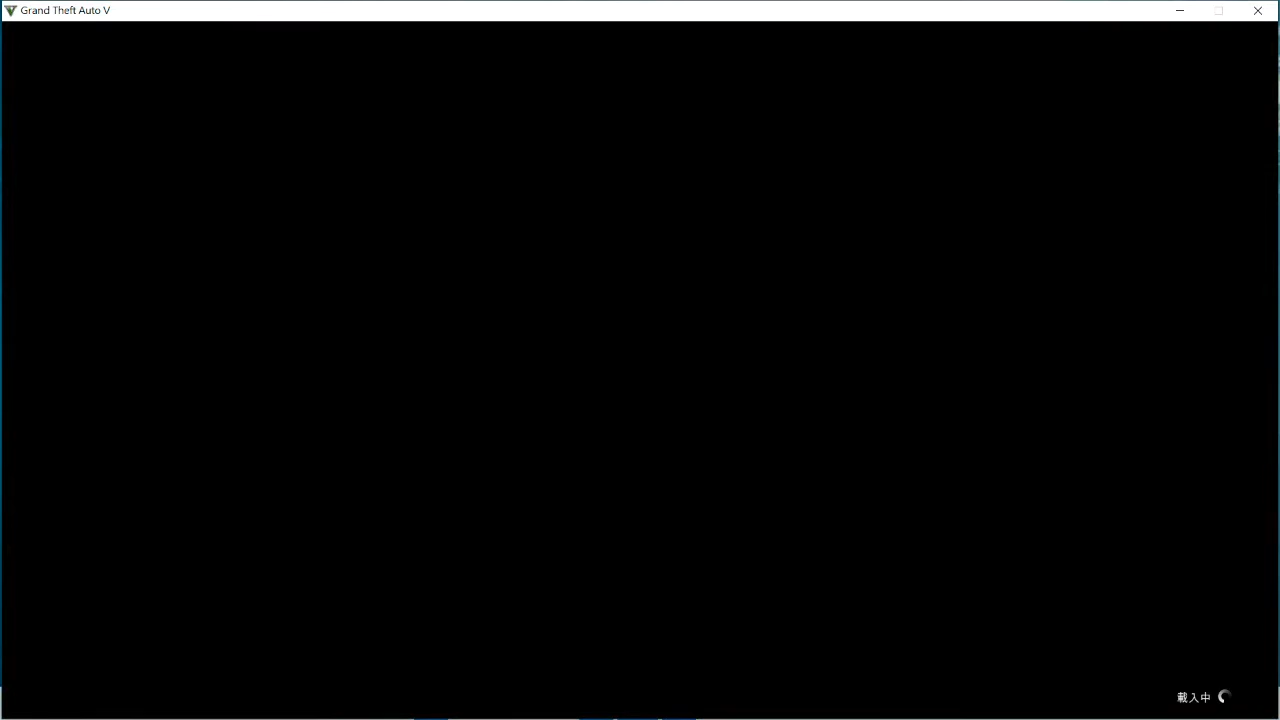 Grand Theft Auto V
載入中